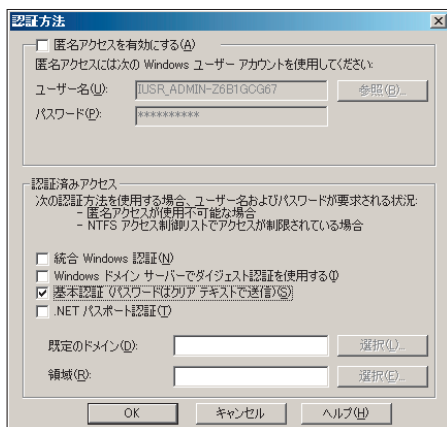 認証方法
匿名アクセスを有効にする(A)
匿名アクセスには次の Windows ユーザー アカウントを使用してください:
ユーザー名(U):
IUSR_ADMIN-Z6B1GCG67
参照(B)...
パスワード(P):
**********
認証済みアクセス
次の認証方法を使用する場合、ユーザー名およびパスワードが要求される状況:
- 匿名アクセスが使用不可能な場合
- NTFS アクセス制御リストでアクセスが制限されている場合
統合 Windows 認証(N)
Windows ドメイン サーバーでダイジェスト認証を使用する(I)
基本認証 (パスワードはクリア テキストで送信)(S)
.NET パスポート認証(T)
既定のドメイン(D):
選択(L)...
領域(R):
選択(E)...
OK
キャンセル
ヘルプ(H)